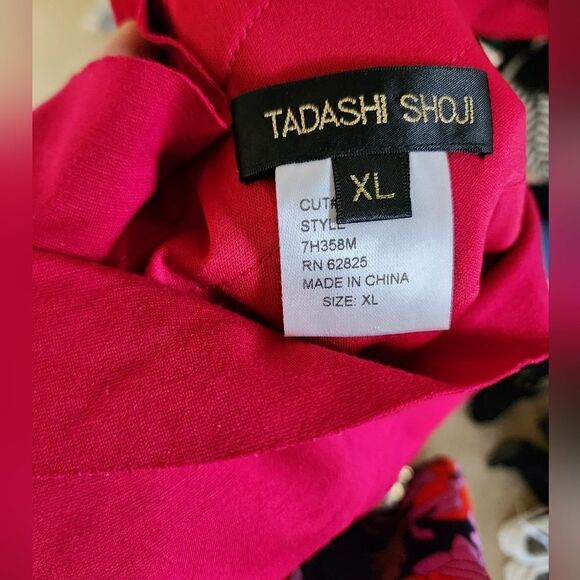 TADASHI SHOJI
XL
CUT#
STYLE
7H358M
RN 62825
MADE IN CHINA
SIZE: XL